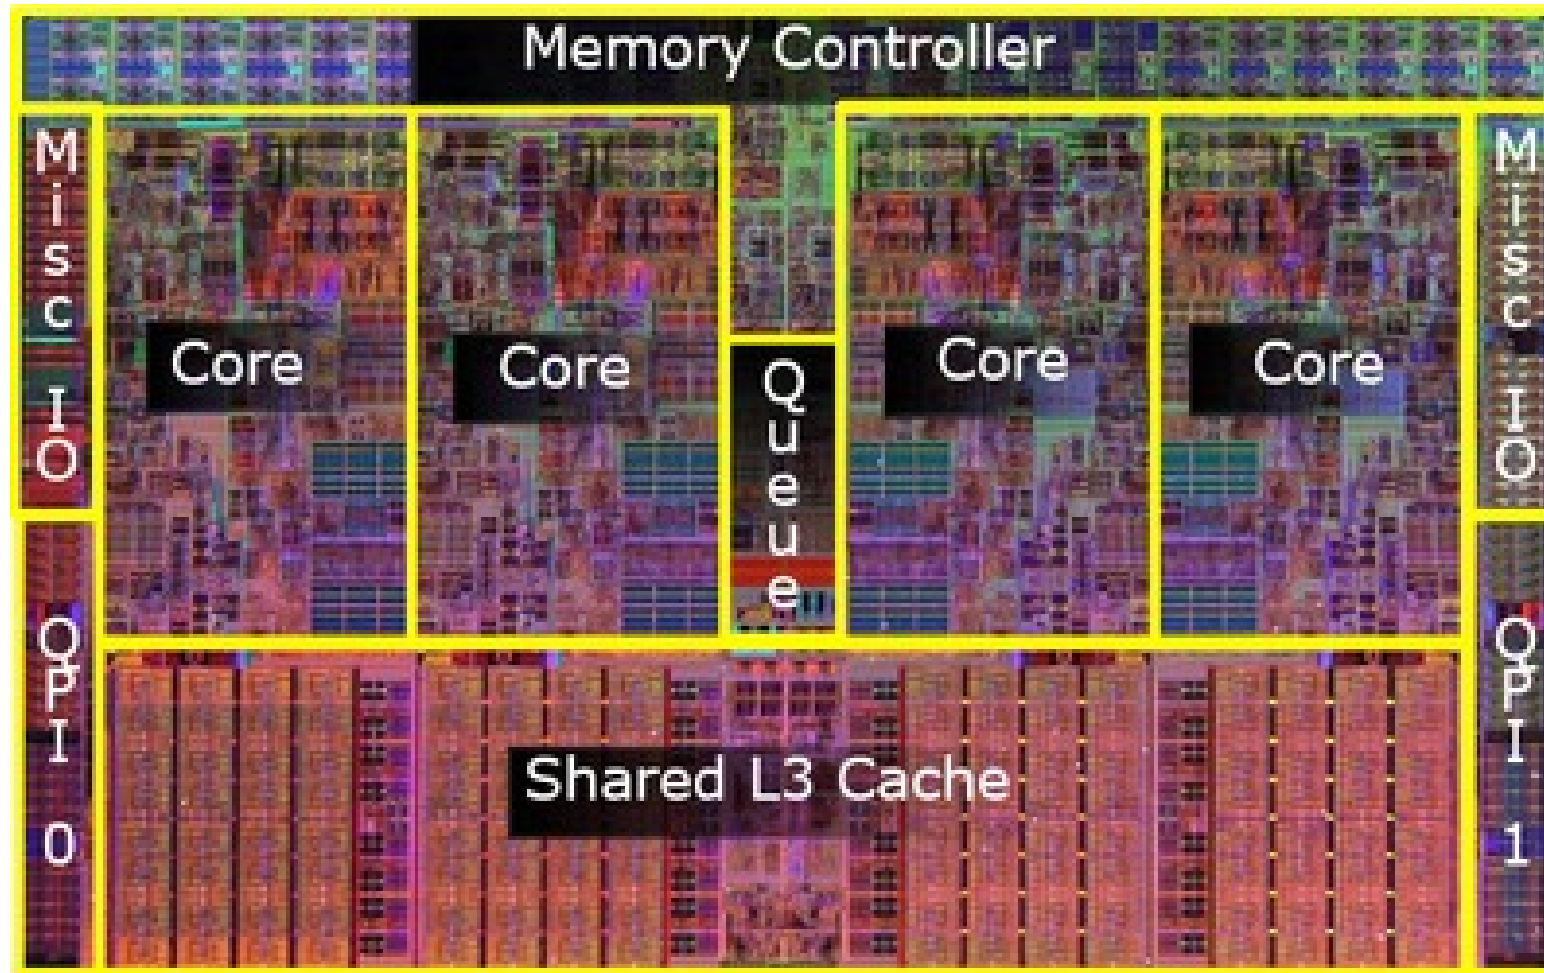 Memory Controller
Misc IO
Core
Core
Queue
Core
Core
Misc IO
QPI 0
Shared L3 Cache
QPI 1